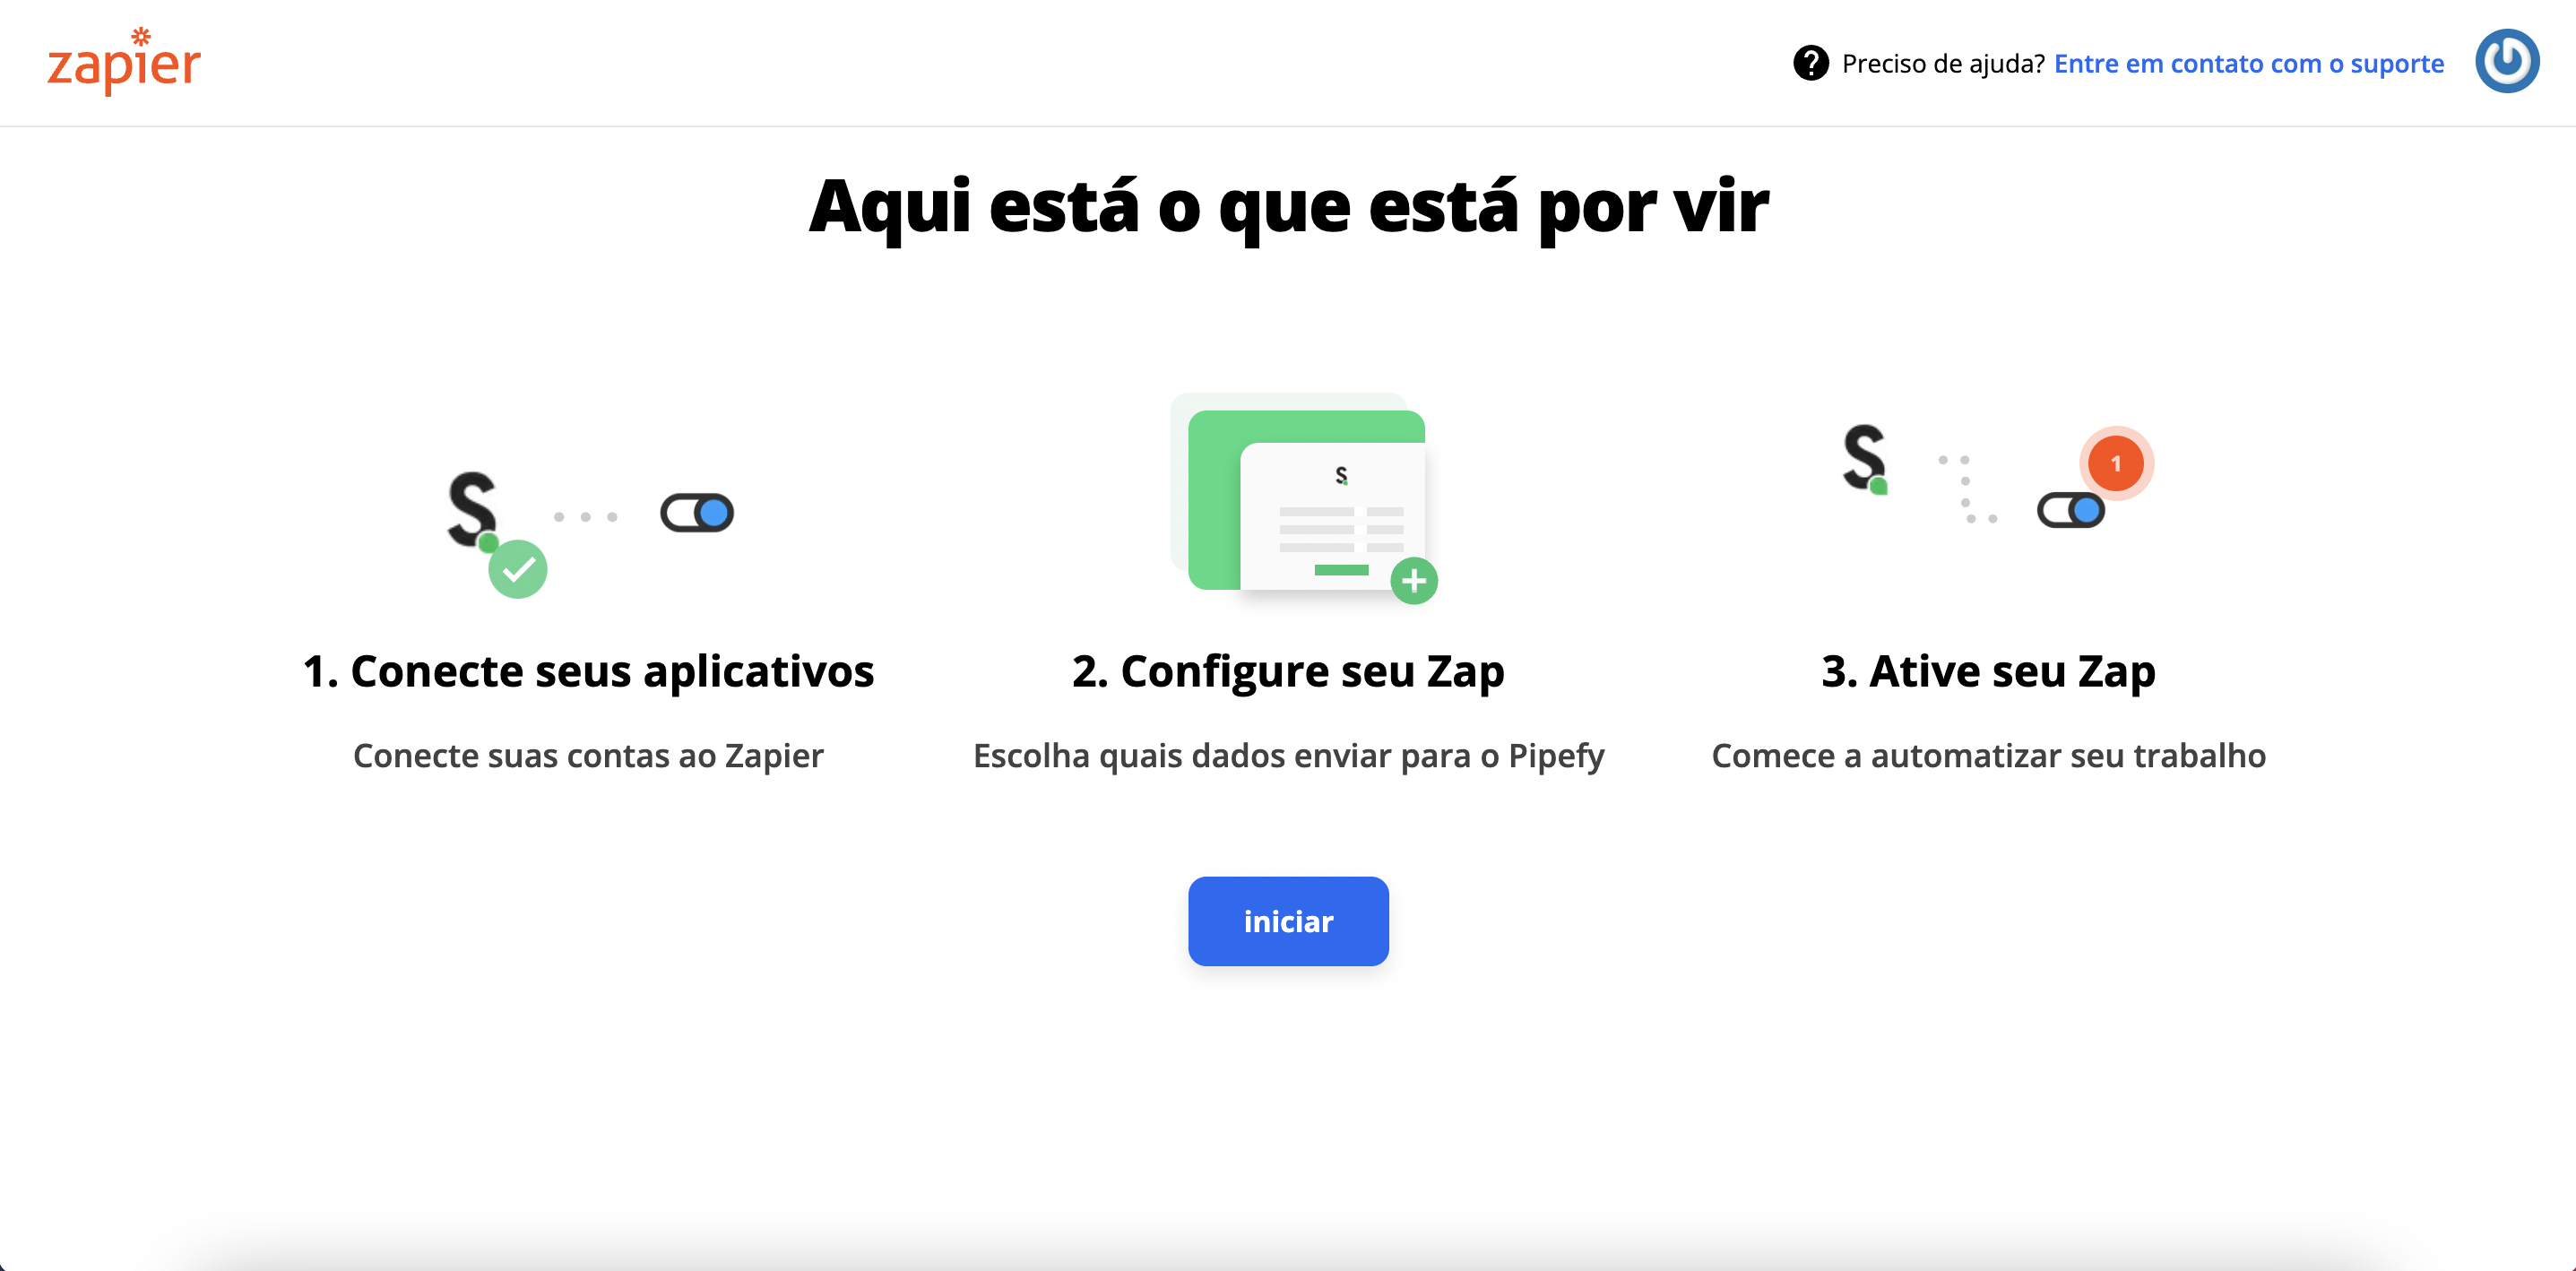 zapier
? Preciso de ajuda? Entre em contato com o suporte
Aqui está o que está por vir
S
S
S
1
1. Conecte seus aplicativos
Conecte suas contas ao Zapier
2. Configure seu Zap
Escolha quais dados enviar para o Pipefy
3. Ative seu Zap
Comece a automatizar seu trabalho
iniciar